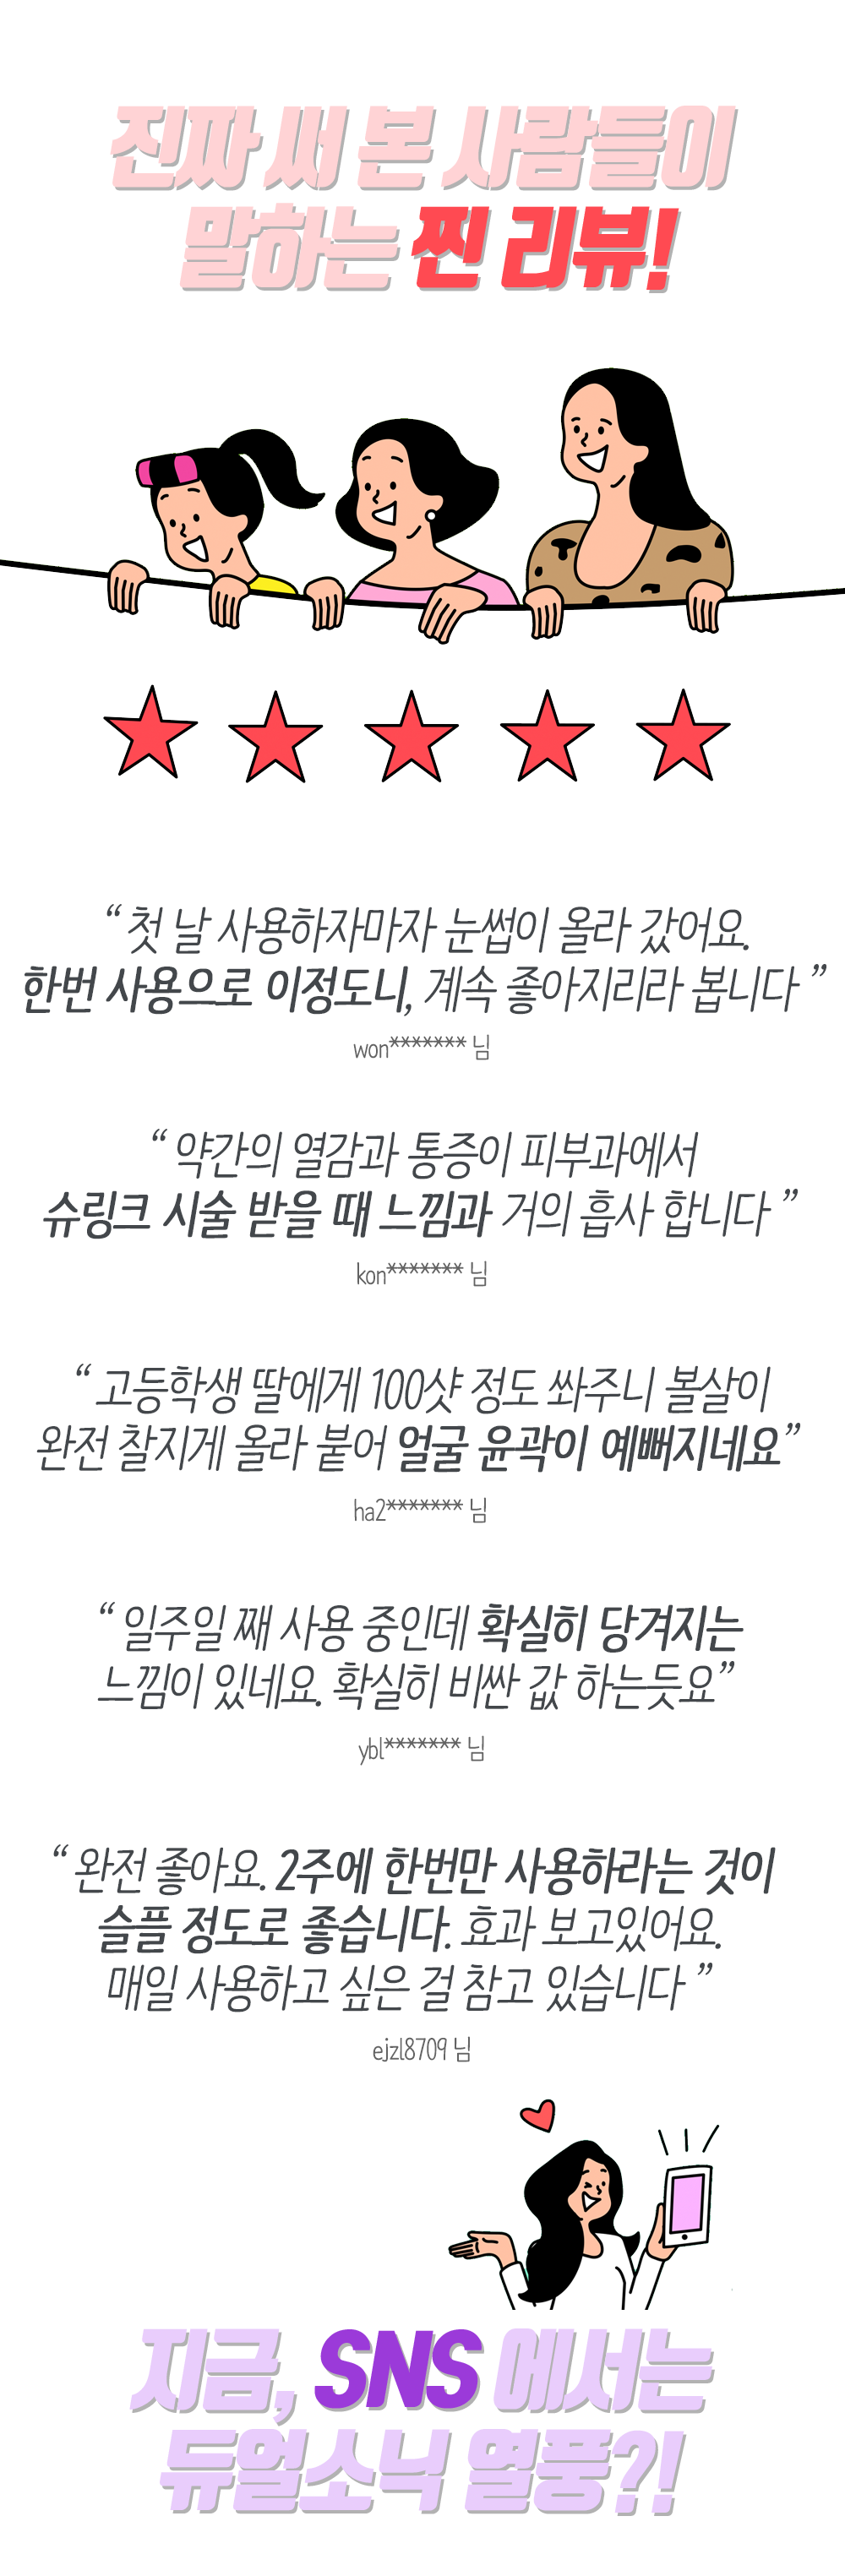 진짜 써 본 사람들이
말하는 찐 리뷰!
“ 첫 날 사용하자마자 눈썹이 올라 갔어요.
한번 사용으로 이정도니, 계속 좋아지리라 봅니다 ”
won******* 님
“ 약간의 열감과 통증이 피부과에서
슈링크 시술 받을 때 느낌과 거의 흡사 합니다 ”
kon******* 님
“ 고등학생 딸에게 100샷 정도 쏴주니 볼살이
완전 찰지게 올라 붙어 얼굴 윤곽이 예뻐지네요”
ha2******* 님
“ 일주일 째 사용 중인데 확실히 당겨지는
느낌이 있네요. 확실히 비싼 값 하는듯요”
ybl******* 님
“ 완전 좋아요. 2주에 한번만 사용하라는 것이
슬플 정도로 좋습니다. 효과 보고있어요.
매일 사용하고 싶은 걸 참고 있습니다 ”
ejzl8709 님
지금, SNS 에서는
듀얼소닉 열풍?!